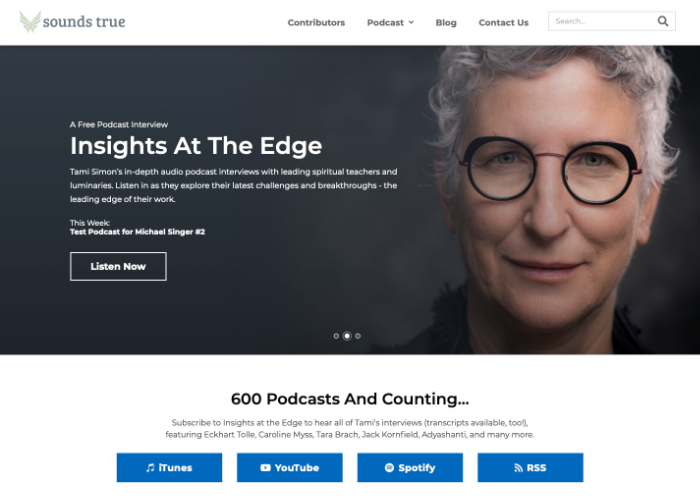 sounds true
Contributors
Podcast
Blog
Contact Us
Search...
A Free Podcast Interview
Insights At The Edge
Tami Simon's in-depth audio podcast interviews with leading spiritual teachers and
luminaries. Listen in as they explore their latest challenges and breakthroughs - the
leading edge of their work.
This Week:
Test Podcast for Michael Singer #2
Listen Now
600 Podcasts And Counting...
Subscribe to Insights at the Edge to hear all of Tami's interviews (transcripts available, too!),
featuring Eckhart Tolle, Caroline Myss, Tara Brach, Jack Kornfield, Adyashanti, and many more.
iTunes
YouTube
Spotify
RSS